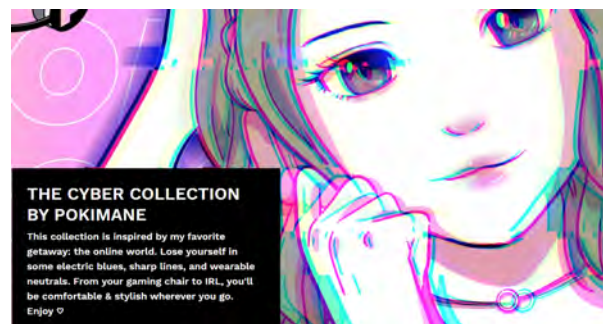 THE CYBER COLLECTION
BY POKIMANE
This collection is inspired by my favorite
getaway: the online world. Lose yourself in
some electric blues, sharp lines, and wearable
neutrals. From your gaming chair to IRL, you'll
be comfortable & stylish wherever you go.
Enjoy ♡